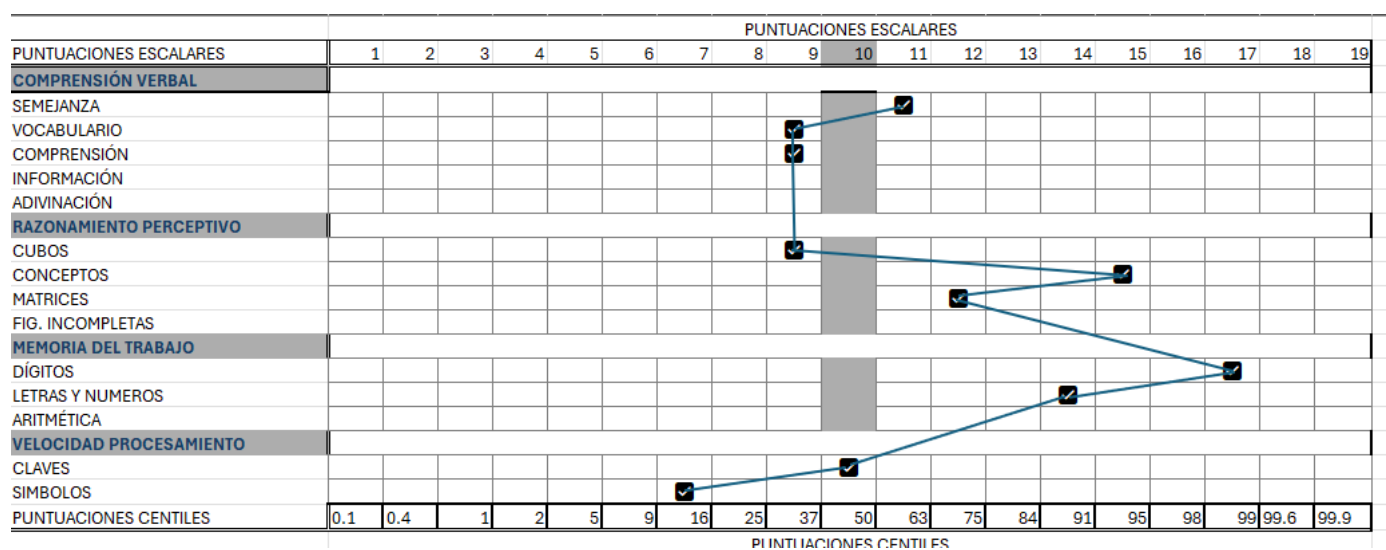 PUNTUACIONES ESCALARES
PUNTUACIONES ESCALARES 1 2 3 4 5 6 7 8 9 10 11 12 13 14 15 16 17 18 19
COMPRENSIÓN VERBAL
SEMEJANZA
VOCABULARIO
COMPRENSIÓN
INFORMACIÓN
ADIVINACIÓN
RAZONAMIENTO PERCEPTIVO
CUBOS
CONCEPTOS
MATRICES
FIG. INCOMPLETAS
MEMORIA DEL TRABAJO
DÍGITOS
LETRAS Y NUMEROS
ARITMÉTICA
VELOCIDAD PROCESAMIENTO
CLAVES
SIMBOLOS
PUNTUACIONES CENTILES 0.1 0.4 1 2 5 9 16 25 37 50 63 75 84 91 95 98 99 99.6 99.9
PUNTUACIONES CENTILES